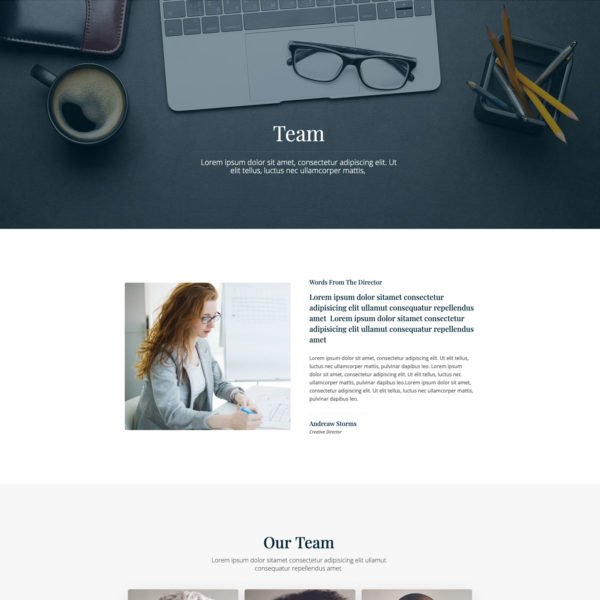 Team
Lorem ipsum dolor sit amet, consectetur adipiscing elit. Ut
elit tellus, luctus nec ullamcorper mattis,
Words From The Director
Lorem ipsum dolor sitamet consectetur
adipisicing elit ullamco consequatur repellendus
amet Lorem ipsum dolor sitamet consectetur
adipisicing elit ullamco consequatur repellendus
amet
Lorem ipsum dolor sit amet, consectetur adipiscing elit. Ut elit tellus,
luctus nec ullamcorper mattis, pulvinar dapibus leo. Lorem ipsum
dolor sit amet, consectetur adipiscing elit. Ut elit tellus, luctus nec
ullamcorper mattis, pulvinar dapibus leo.Lorem ipsum dolor sit amet,
consectetur adipiscing elit. Ut elit tellus, luctus nec ullamcorper mattis,
pulvinar dapibus leo.
Andreaw Storms
Creative Director
Our Team
Lorem ipsum dolor sitamet consectetur adipisicing elit ullamco
consequatur repellendus amet